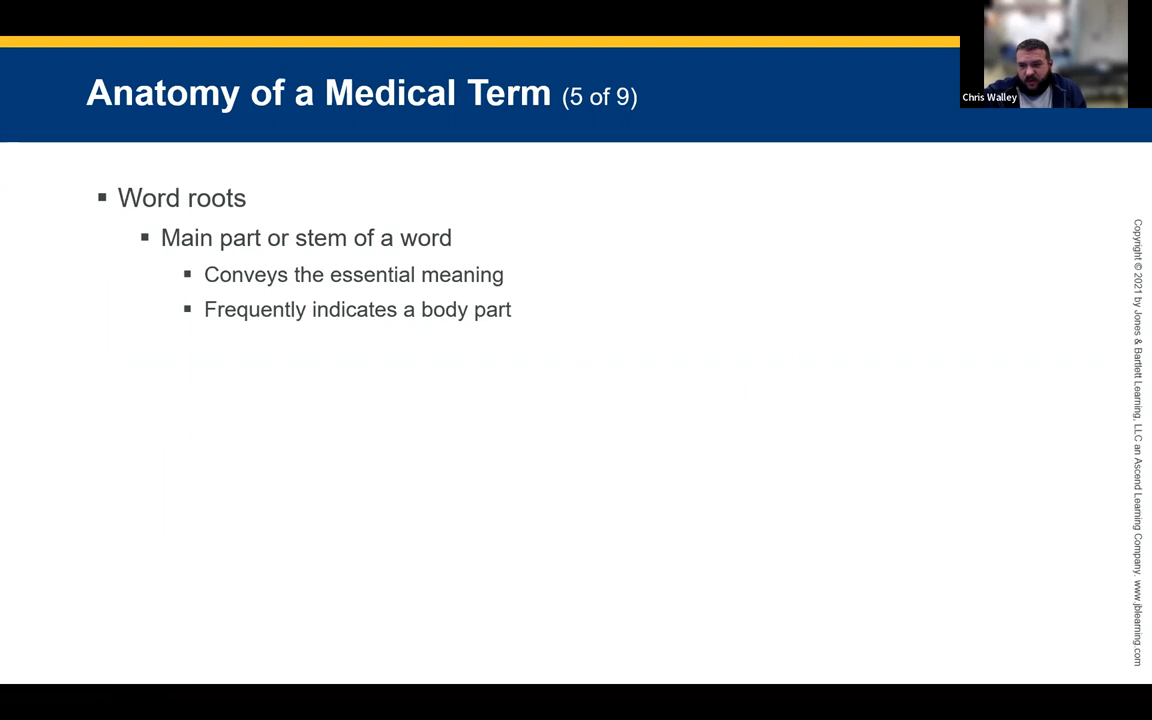 Anatomy of a Medical Term (5 of 9)
Chris Walley
▪ Word roots
▪ Main part or stem of a word
▪ Conveys the essential meaning
▪ Frequently indicates a body part
Copyright © 2021 by Jones & Bartlett Learning, LLC an Ascend Learning Company. www.jblearning.com